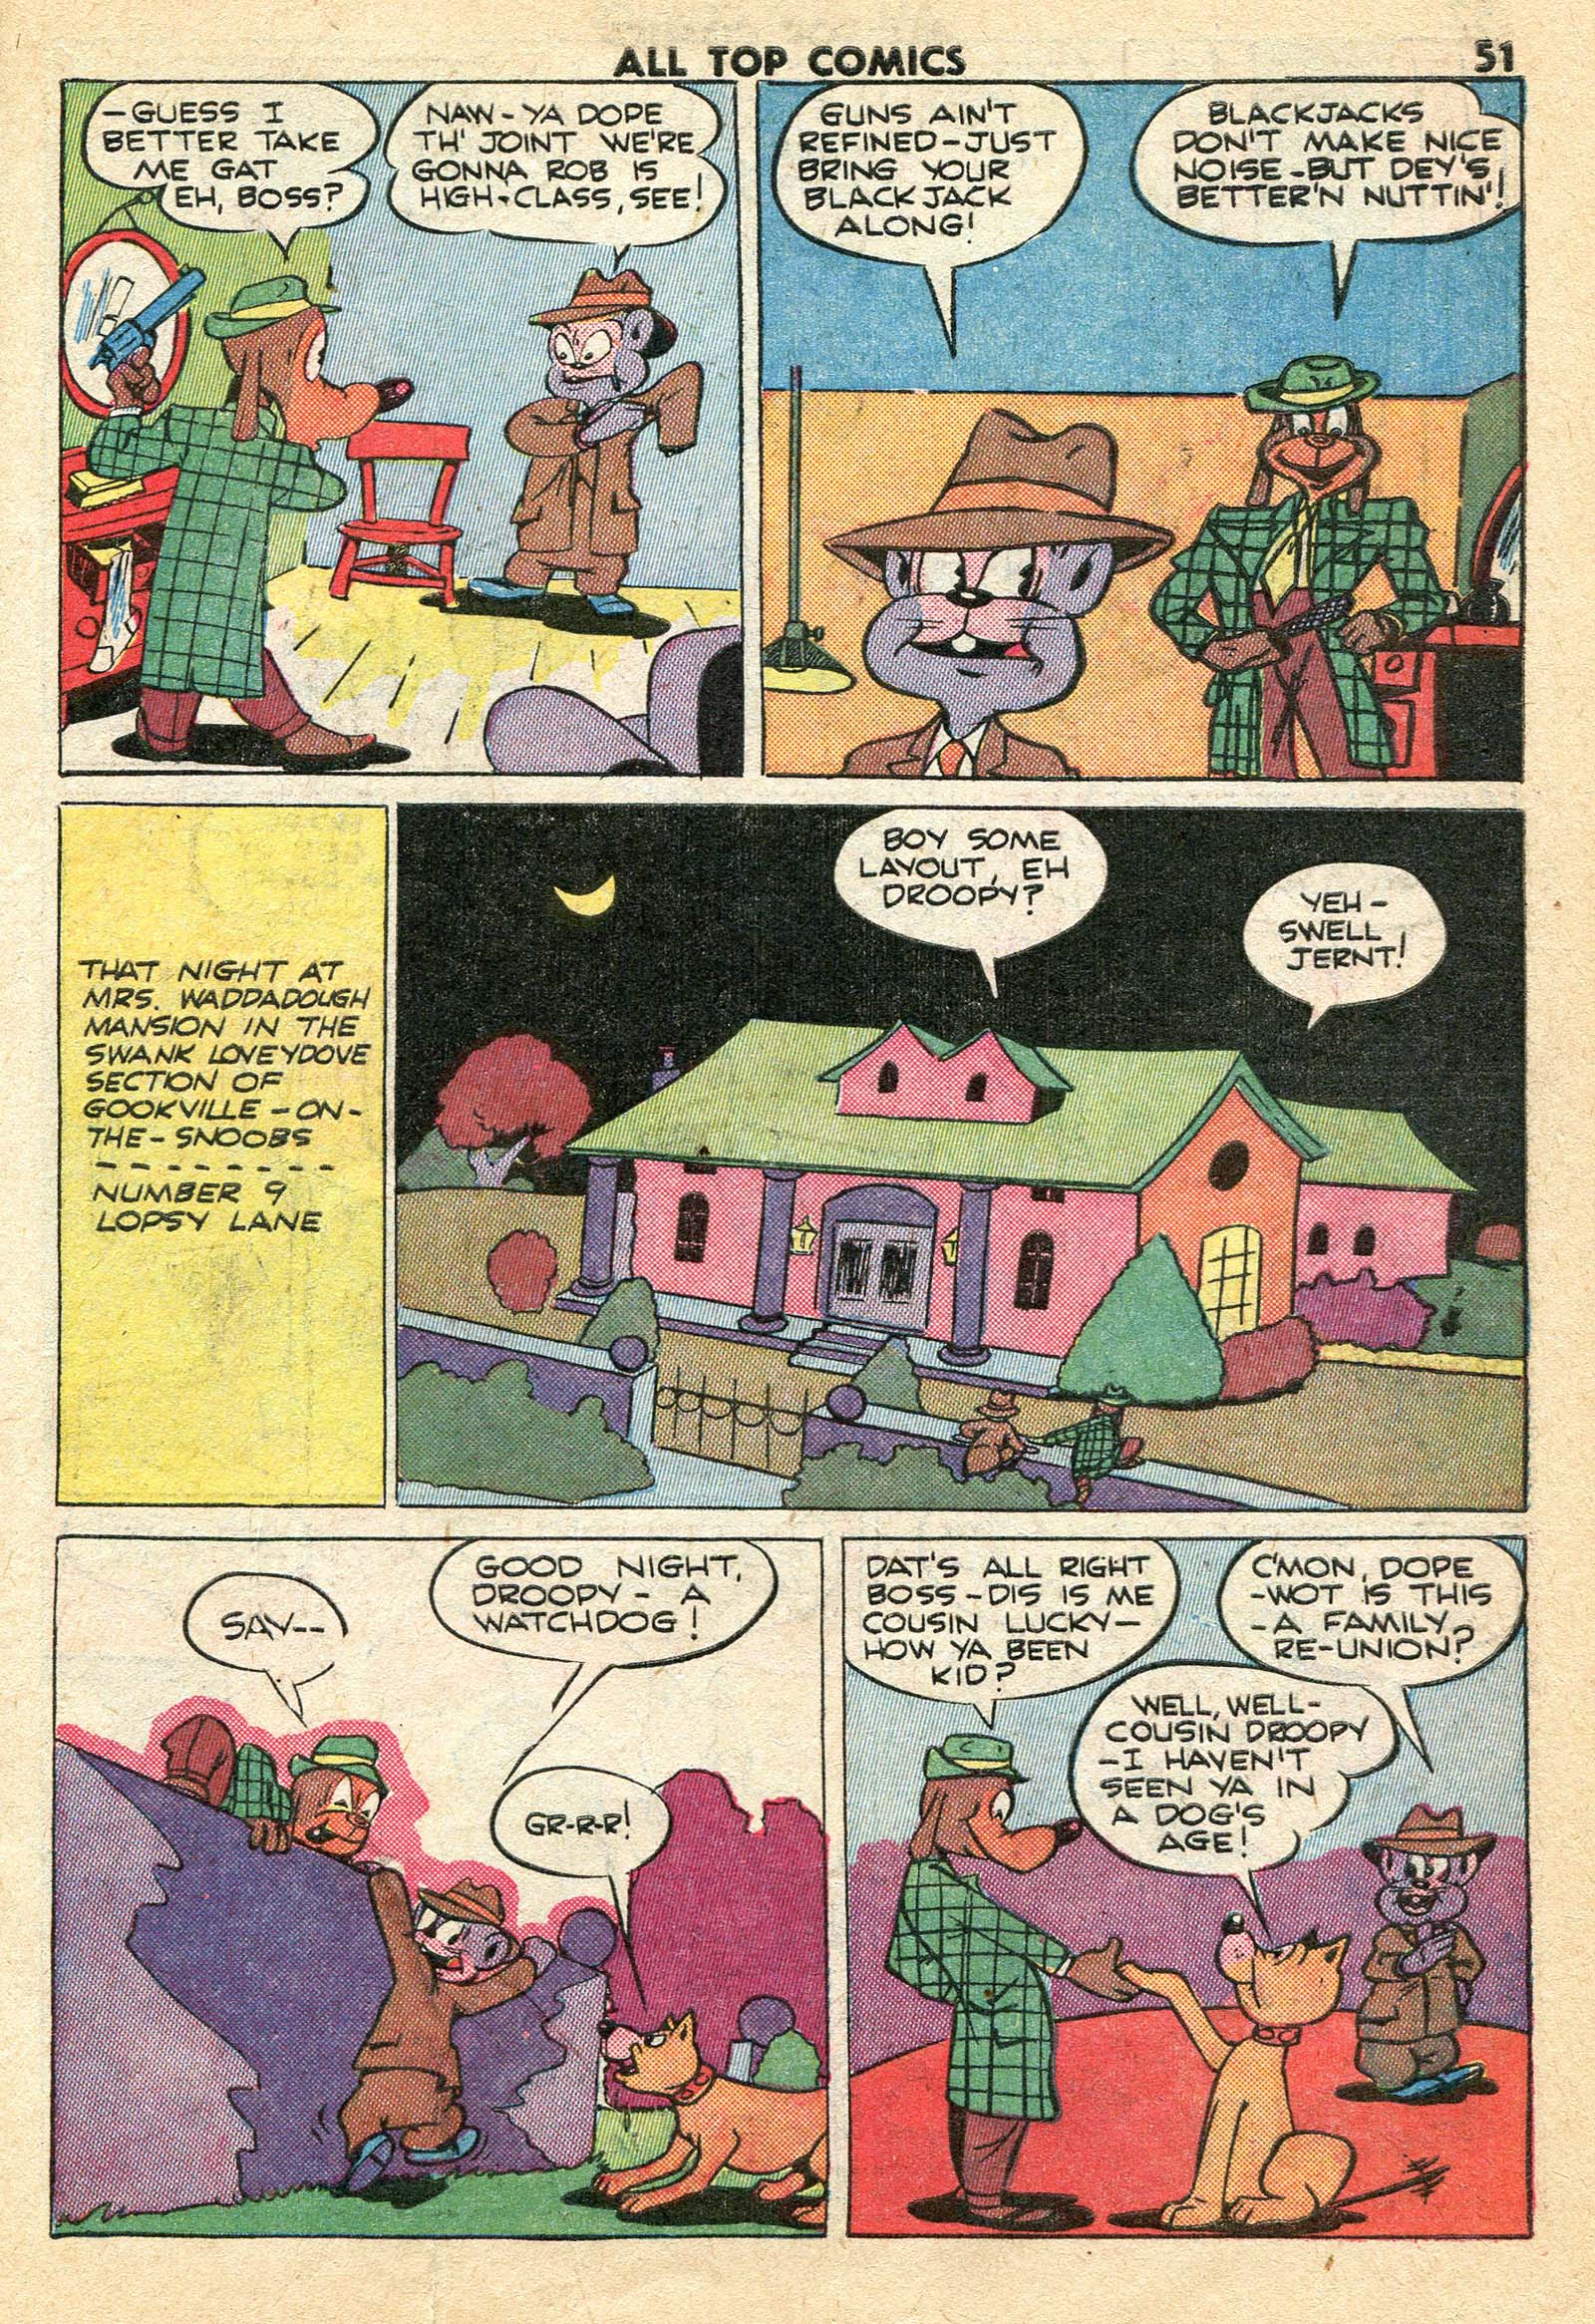 ALL TOP COMICS
51
-GUESS I
BETTER TAKE
ME GAT
EH, BOSS?
NAW-YA DOPE
TH' JOINT WE'RE
GONNA ROB IS
HIGH-CLASS, SEE!
GUNS AIN'T
REFINED-JUST
BRING YOUR
BLACK JACK
ALONG!
BLACKJACKS
DON'T MAKE NICE
NOISE-BUT DEY'S
BETTER'N NUTTIN'!
THAT NIGHT AT
MRS. WADDADOUGH
MANSION IN THE
SWANK LOVEYDOVE
SECTION OF
GOOKVILLE-ON-
THE-SNOOBS
---------
NUMBER 9
LOPSY LANE
BOY SOME
LAYOUT, EH
DROOPY?
YEH-
SWELL
JERNT!
SAY--
GOOD NIGHT,
DROOPY- A
WATCHDOG!
GR-R-R!
DAT'S ALL RIGHT
BOSS-DIS IS ME
COUSIN LUCKY-
HOW YA BEEN
KID?
C'MON, DOPE
-WOT IS THIS
-A FAMILY
RE-UNION?
WELL, WELL-
COUSIN DROOPY
-I HAVEN'T
SEEN YA IN
A DOG'S
AGE!